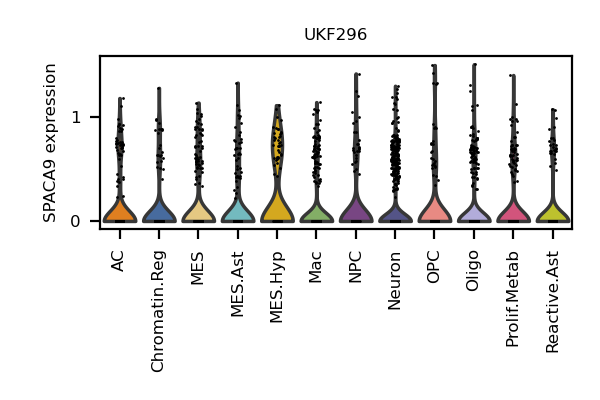 UKF296
SPACA9 expression
1
0
AC
Chromatin.Reg
MES
MES.Ast
MES.Hyp
Mac
NPC
Neuron
OPC
Oligo
Prolif.Metab
Reactive.Ast